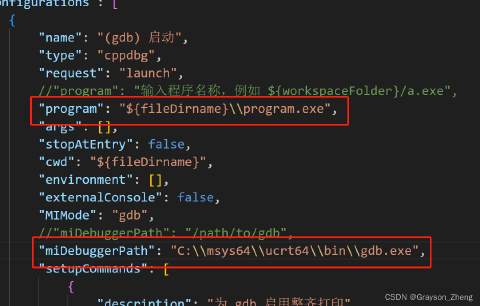 onfigurations": [
{
"name": "(gdb) 启动",
"type": "cppdbg",
"request": "launch",
//"program": "输入程序名称，例如 ${workspaceFolder}/a.exe",
"program": "${fileDirname}\\program.exe",
"args": [],
"stopAtEntry": false,
"cwd": "${fileDirname}",
"environment": [],
"externalConsole": false,
"MIMode": "gdb",
//"miDebuggerPath": "/path/to/gdb",
"miDebuggerPath": "C:\\msys64\\ucrt64\\bin\\gdb.exe",
"setupCommands": [
{
"description": "为 gdb 启用整齐打印"
CSDN @Grayson_Zheng